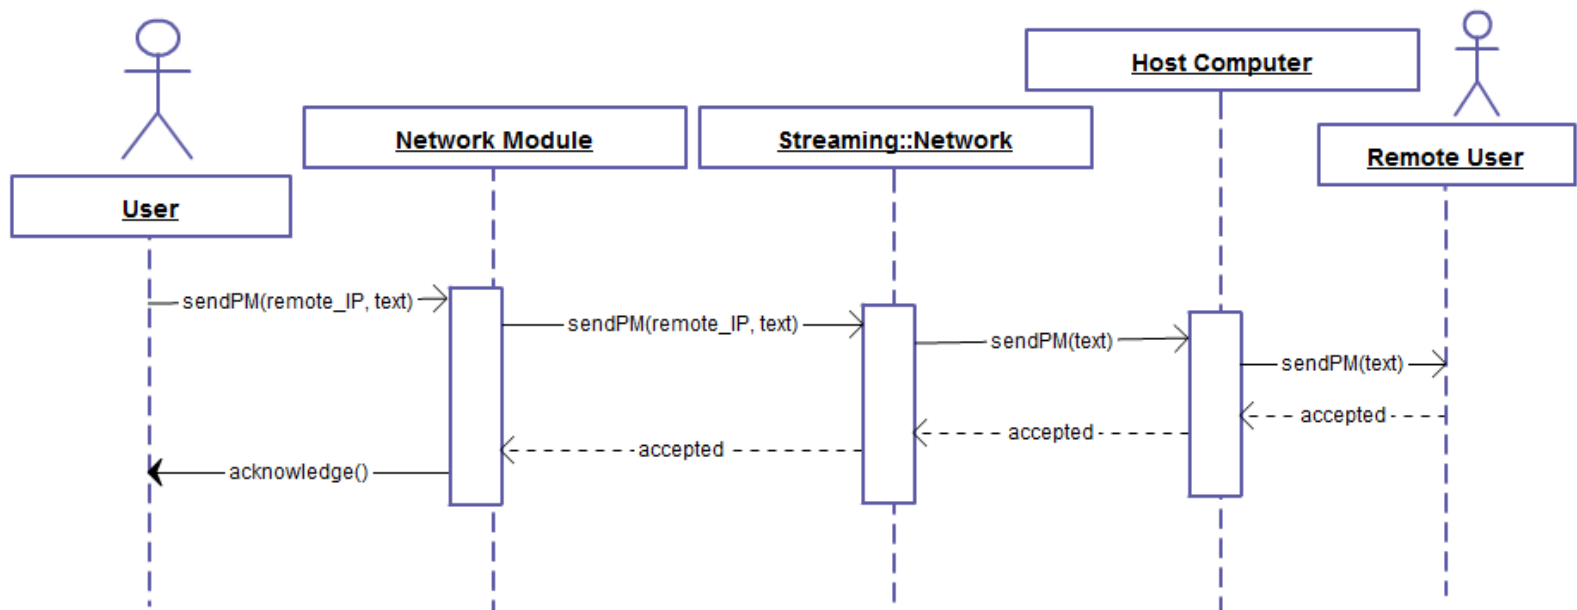 Host Computer
Network Module
Streaming::Network
Remote User
User
sendPM(remote_IP, text)
sendPM(remote_IP, text)
sendPM(text)
sendPM(text)
accepted
accepted
accepted
acknowledge()